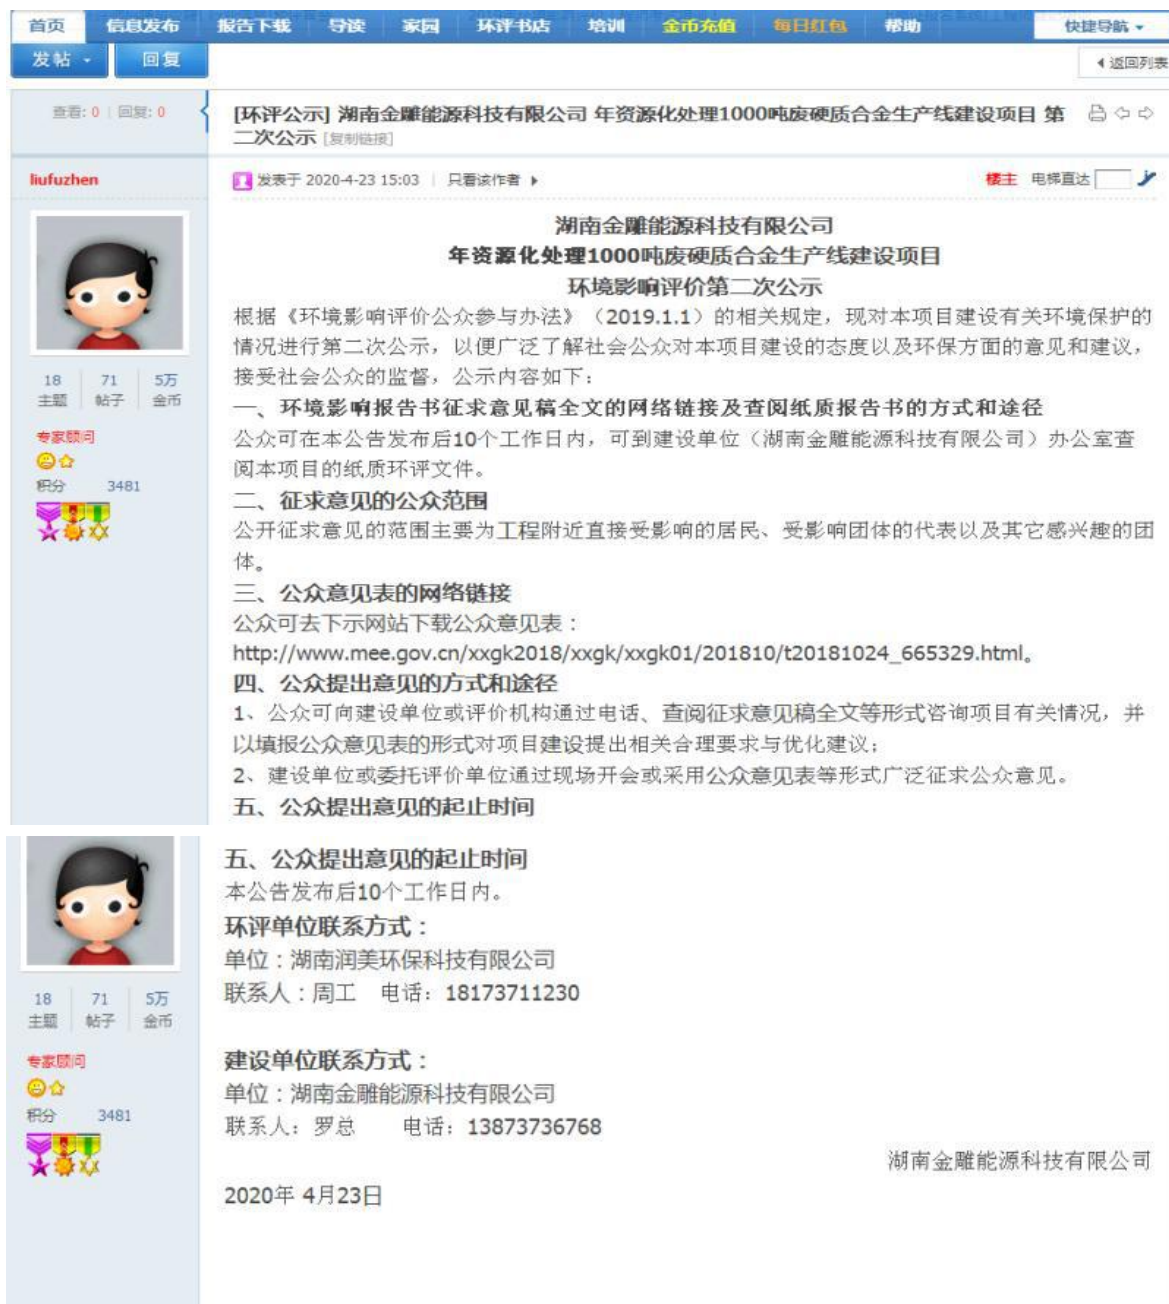 首页 信息发布 报告下载 导读 家园 环评书店 培训 金币充值 每日红包 帮助 快捷导航
发帖 回复 返回列表
查看: 0 | 回复: 0
[环评公示] 湖南金雕能源科技有限公司 年资源化处理1000吨废硬质合金生产线建设项目 第
二次公示 [复制链接]
liufuzhen
发表于 2020-4-23 15:03 | 只看该作者
楼主 电梯直达
湖南金雕能源科技有限公司
年资源化处理1000吨废硬质合金生产线建设项目
环境影响评价第二次公示
根据《环境影响评价公众参与办法》（2019.1.1）的相关规定，现对本项目建设有关环境保护的
情况进行第二次公示，以便广泛了解社会公众对本项目建设的态度以及环保方面的意见和建议，
接受社会公众的监督，公示内容如下：
18 71 5万
主题 帖子 金币
专家顾问
积分 3481
一、环境影响报告书征求意见稿全文的网络链接及查阅纸质报告书的方式和途径
公众可在本公告发布后10个工作日内，可到建设单位（湖南金雕能源科技有限公司）办公室查
阅本项目的纸质环评文件。
二、征求意见的公众范围
公开征求意见的范围主要为工程附近直接受影响的居民、受影响团体的代表以及其它感兴趣的团
体。
三、公众意见表的网络链接
公众可去下示网站下载公众意见表：
http://www.mee.gov.cn/xxgk2018/xxgk/xxgk01/201810/t20181024_665329.html。
四、公众提出意见的方式和途径
1、公众可向建设单位或评价机构通过电话、查阅征求意见稿全文等形式咨询项目有关情况，并
以填报公众意见表的形式对项目建设提出相关合理要求与优化建议；
2、建设单位或委托评价单位通过现场开会或采用公众意见表等形式广泛征求公众意见。
五、公众提出意见的起止时间
五、公众提出意见的起止时间
本公告发布后10个工作日内。
环评单位联系方式：
单位：湖南润美环保科技有限公司
联系人：周工 电话：18173711230
18 71 5万
主题 帖子 金币
专家顾问
积分 3481
建设单位联系方式：
单位：湖南金雕能源科技有限公司
联系人：罗总 电话：13873736768
湖南金雕能源科技有限公司
2020年 4月23日